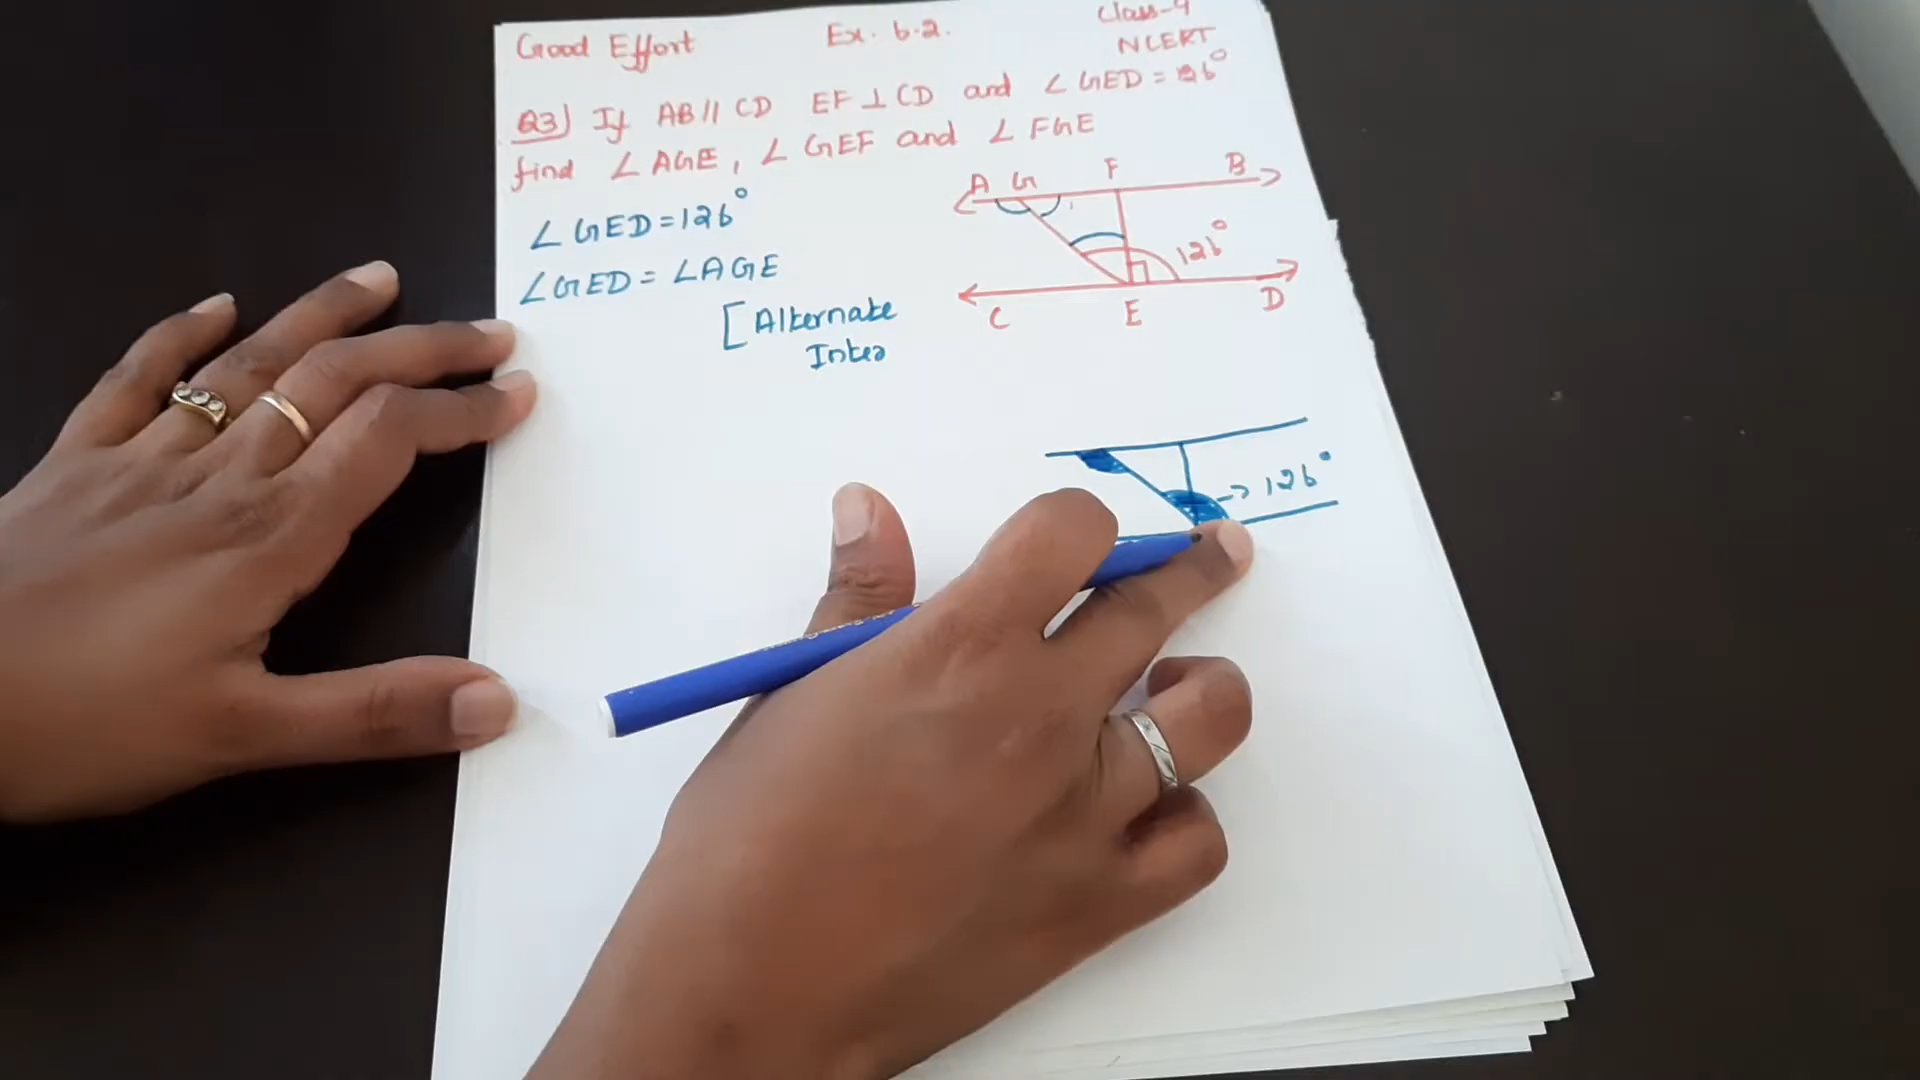 Good Effort
Ex. 6.2.
Class-9
NCERT
Q3) If AB // CD EF ⊥ CD and ∠ GED = 126°
find ∠ AGE, ∠ GEF and ∠ FGE
∠ GED = 126°
∠GED = ∠AGE
[Alternate
Inter
A G F B
126°
C E D
→ 126°